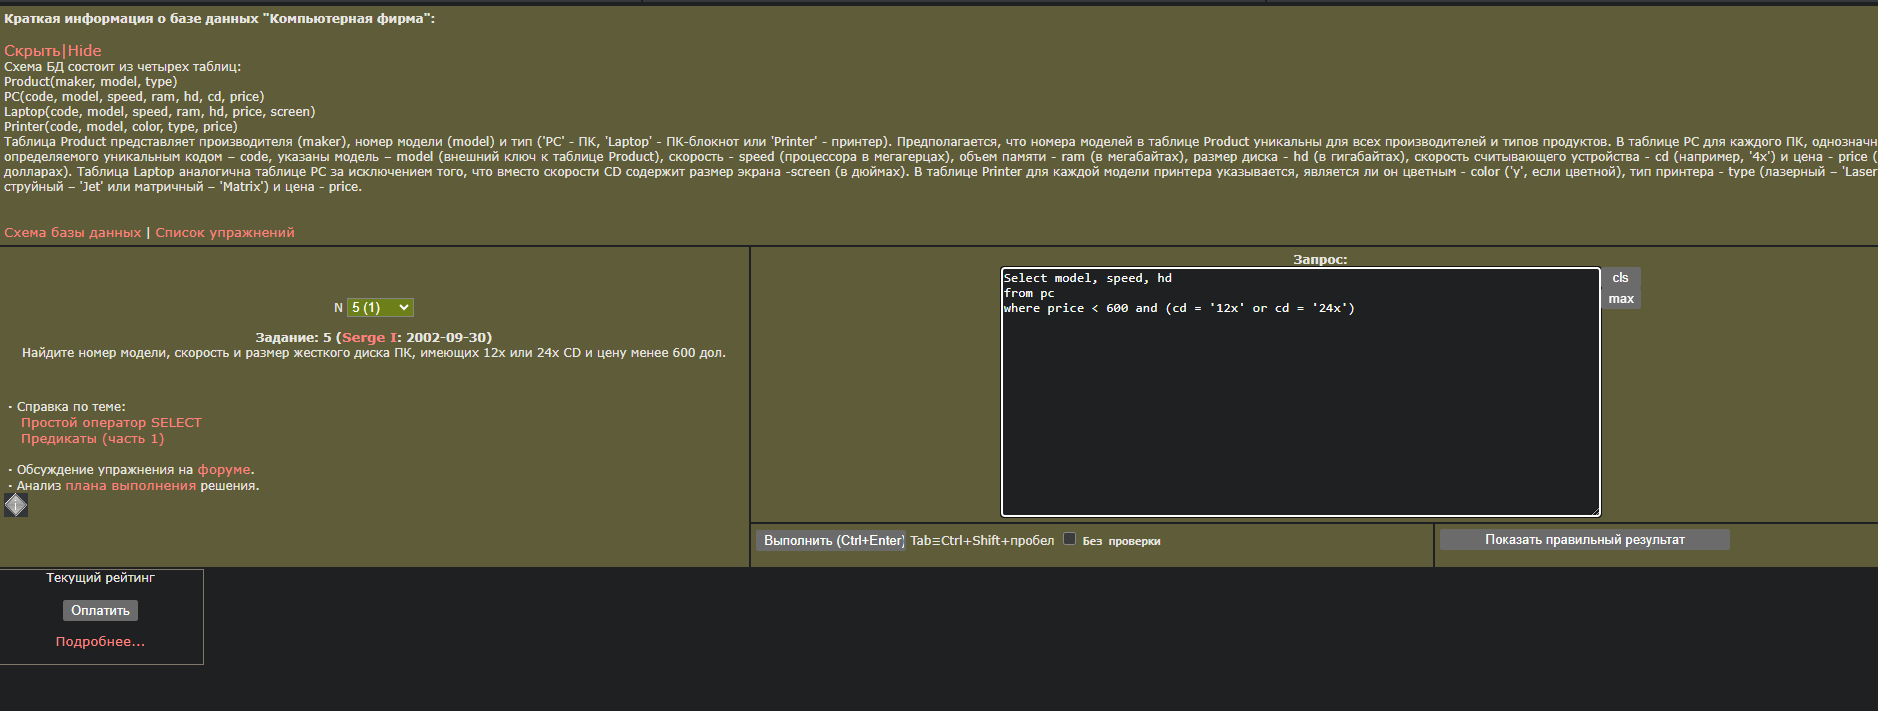 Краткая информация о базе данных "Компьютерная фирма":
Скрыть|Hide
Схема БД состоит из четырех таблиц:
Product(maker, model, type)
PC(code, model, speed, ram, hd, cd, price)
Laptop(code, model, speed, ram, hd, price, screen)
Printer(code, model, color, type, price)
Таблица Product представляет производителя (maker), номер модели (model) и тип ('PC' - ПК, 'Laptop' - ПК-блокнот или 'Printer' - принтер). Предполагается, что номера моделей в таблице Product уникальны для всех производителей и типов продуктов. В таблице PC для каждого ПК, однозначн
определяемого уникальным кодом – code, указаны модель – model (внешний ключ к таблице Product), скорость - speed (процессора в мегагерцах), объем памяти - ram (в мегабайтах), размер диска - hd (в гигабайтах), скорость считывающего устройства - cd (например, '4x') и цена - price (
долларах). Таблица Laptop аналогична таблице PC за исключением того, что вместо скорости CD содержит размер экрана -screen (в дюймах). В таблице Printer для каждой модели принтера указывается, является ли он цветным - color ('y', если цветной), тип принтера - type (лазерный – 'Laser
струйный – 'Jet' или матричный – 'Matrix') и цена - price.
Схема базы данных | Список упражнений
N 5 (1)
Задание: 5 (Serge I: 2002-09-30)
Найдите номер модели, скорость и размер жесткого диска ПК, имеющих 12x или 24x CD и цену менее 600 дол.
· Справка по теме:
Простой оператор SELECT
Предикаты (часть 1)
· Обсуждение упражнения на форуме.
· Анализ плана выполнения решения.
Запрос:
Select model, speed, hd
from pc
where price < 600 and (cd = '12x' or cd = '24x')
cls
max
Выполнить (Ctrl+Enter) Tab≡Ctrl+Shift+пробел Без проверки
Показать правильный результат
Текущий рейтинг
Оплатить
Подробнее...